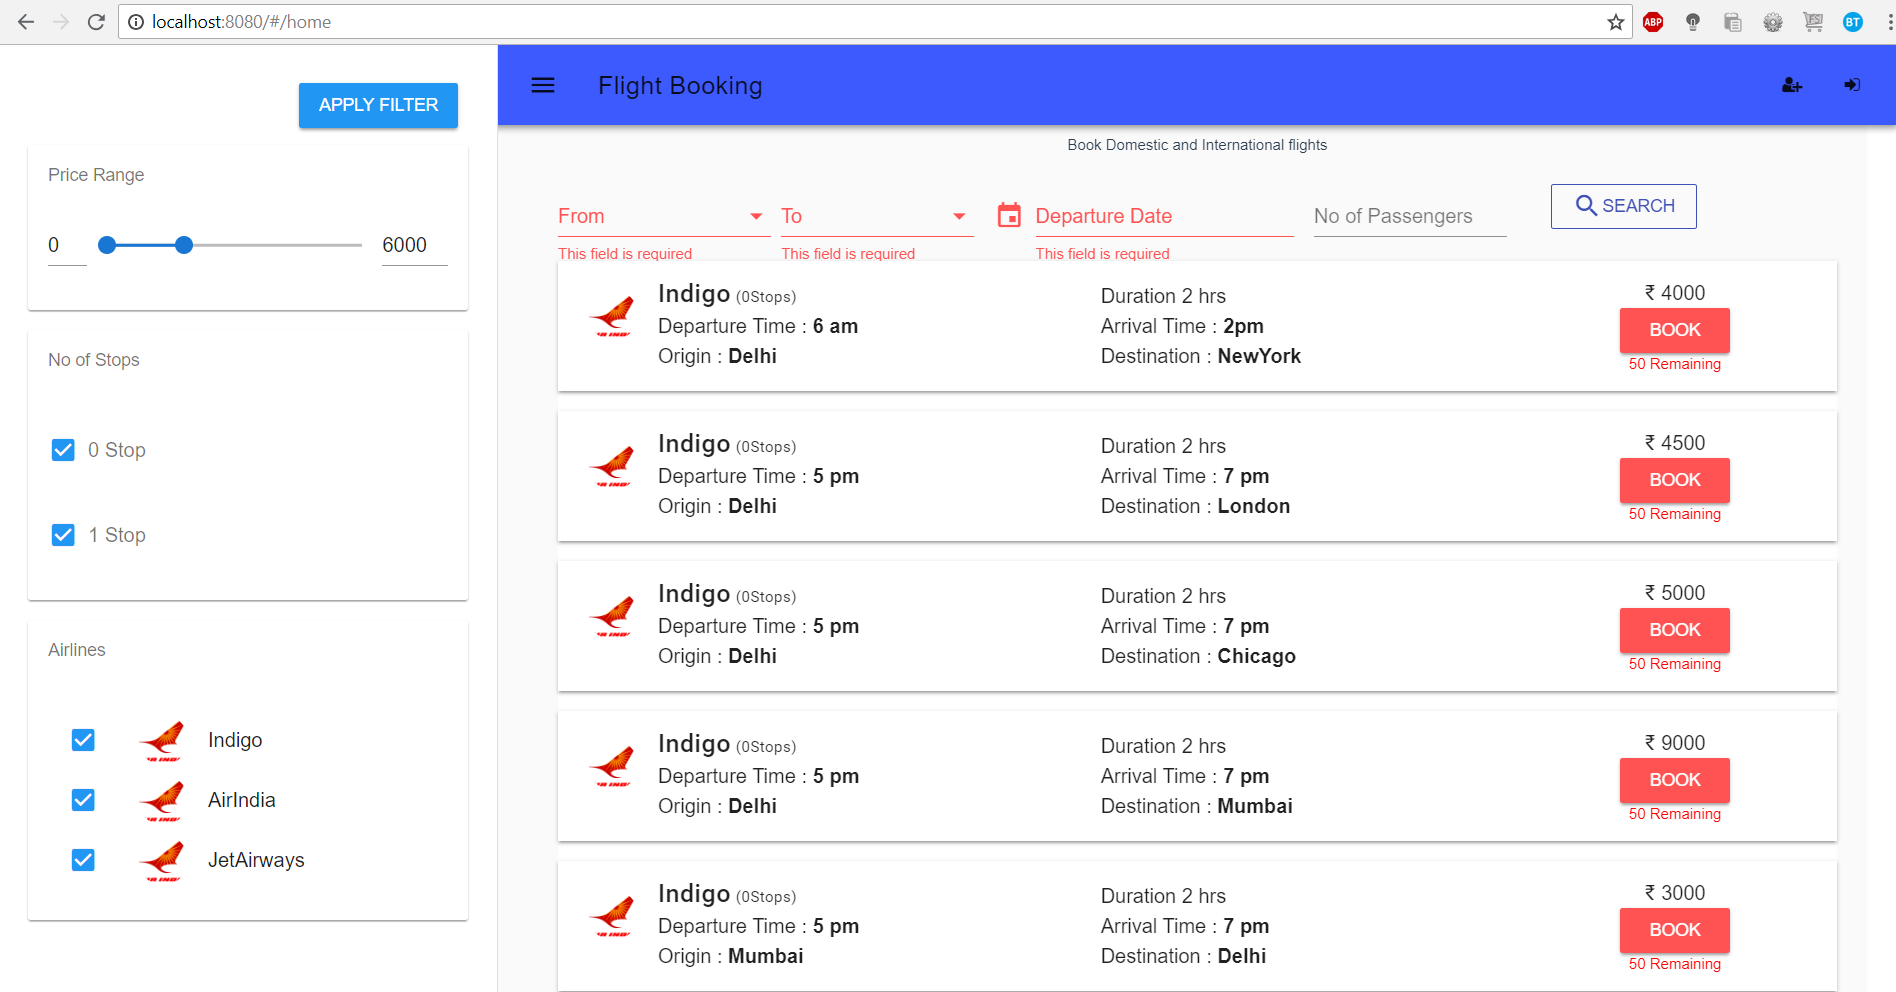 localhost:8080/#/home
ABP
BT
APPLY FILTER
Price Range
0
6000
No of Stops
0 Stop
1 Stop
Airlines
Indigo
AirIndia
JetAirways
Flight Booking
Book Domestic and International flights
From
To
Departure Date
No of Passengers
SEARCH
This field is required
This field is required
This field is required
Indigo (0Stops)
Departure Time : 6 am
Origin : Delhi
Duration 2 hrs
Arrival Time : 2pm
Destination : NewYork
₹ 4000
BOOK
50 Remaining
Indigo (0Stops)
Departure Time : 5 pm
Origin : Delhi
Duration 2 hrs
Arrival Time : 7 pm
Destination : London
₹ 4500
BOOK
50 Remaining
Indigo (0Stops)
Departure Time : 5 pm
Origin : Delhi
Duration 2 hrs
Arrival Time : 7 pm
Destination : Chicago
₹ 5000
BOOK
50 Remaining
Indigo (0Stops)
Departure Time : 5 pm
Origin : Delhi
Duration 2 hrs
Arrival Time : 7 pm
Destination : Mumbai
₹ 9000
BOOK
50 Remaining
Indigo (0Stops)
Departure Time : 5 pm
Origin : Mumbai
Duration 2 hrs
Arrival Time : 7 pm
Destination : Delhi
₹ 3000
BOOK
50 Remaining